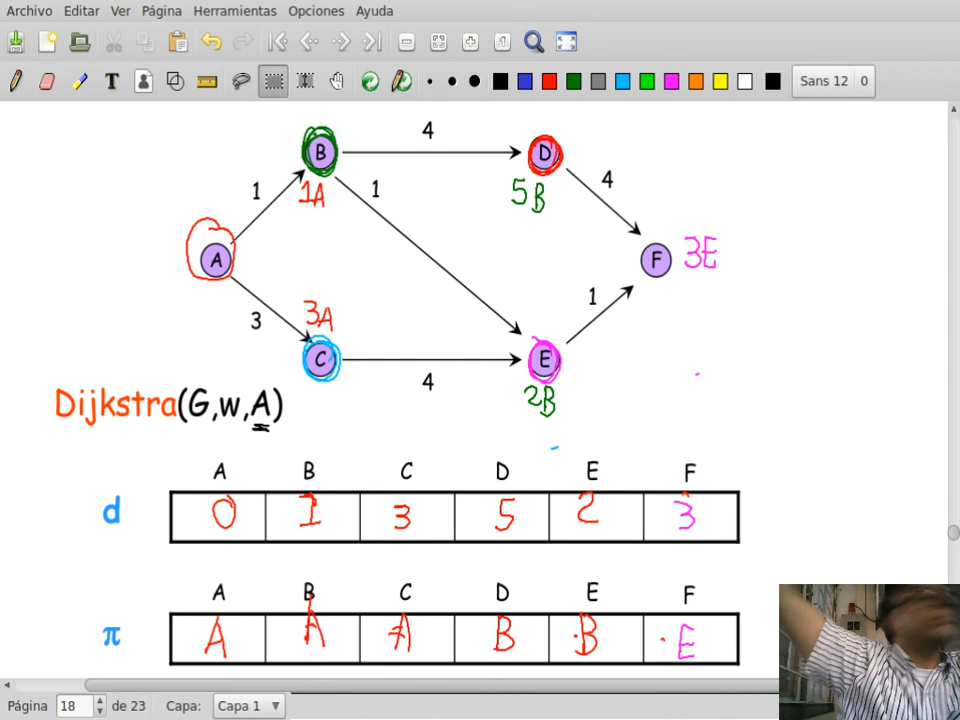 Archivo Editar Ver Página Herramientas Opciones Ayuda
T Sans 12 0
4
B D
1A 1 5B 4
1
A F 3E
3A
3 1
C E
4
2B
Dijkstra(G,w,A)
A B C D E F
d 0 1 3 5 2 3
A B C D E F
π A A A B B E
Página 18 de 23 Capa: Capa 1